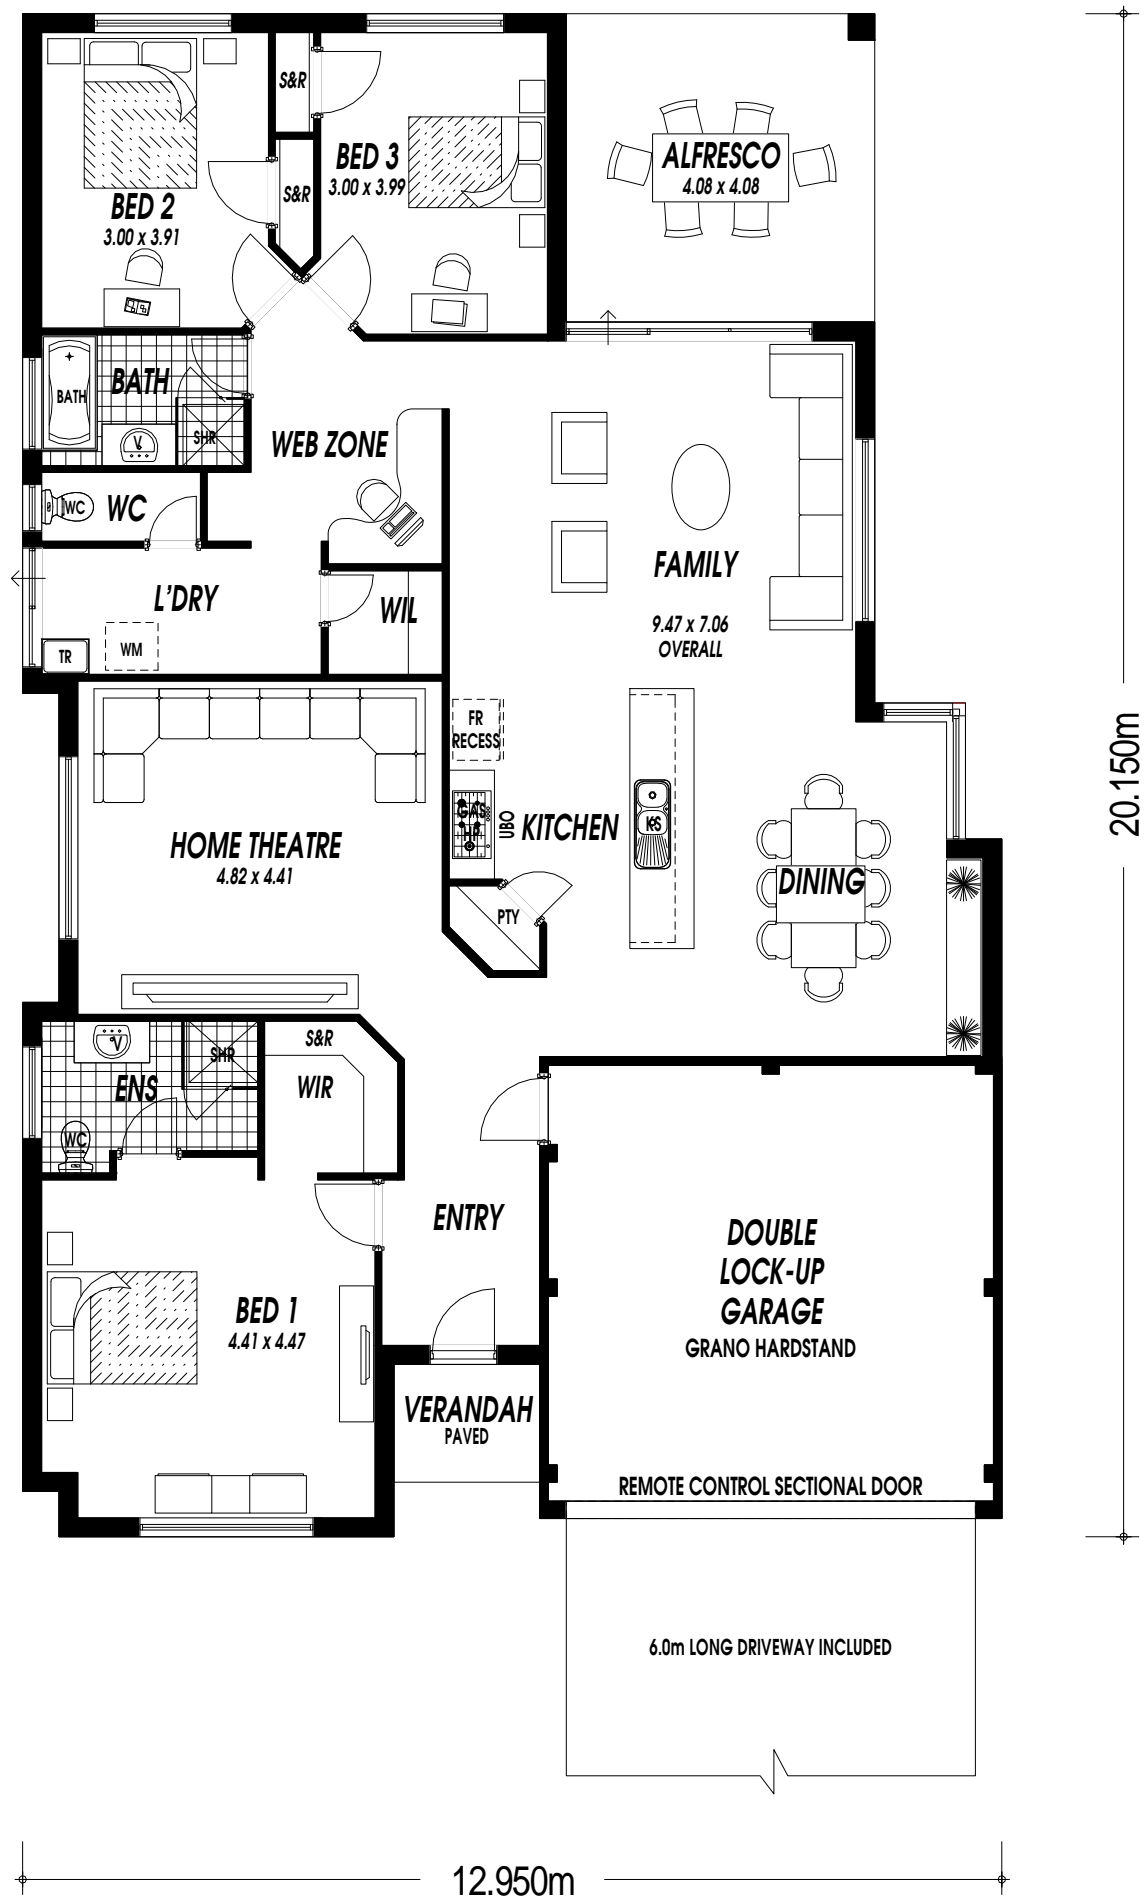 S&R
BED 3
3.00 x 3.99
ALFRESCO
4.08 x 4.08
S&R
BED 2
3.00 x 3.91
BATH
BATH
V
SHR
WEB ZONE
WC
WC
FAMILY
9.47 x 7.06
OVERALL
L'DRY
WIL
TR
WM
FR
RECESS
20.150m
GAS
HP
UBO
KITCHEN
KS
HOME THEATRE
4.82 x 4.41
DINING
PTY
V
SHR
S&R
ENS
WIR
WC
ENTRY
DOUBLE
LOCK-UP
GARAGE
GRANO HARDSTAND
BED 1
4.41 x 4.47
VERANDAH
PAVED
REMOTE CONTROL SECTIONAL DOOR
6.0m LONG DRIVEWAY INCLUDED
12.950m